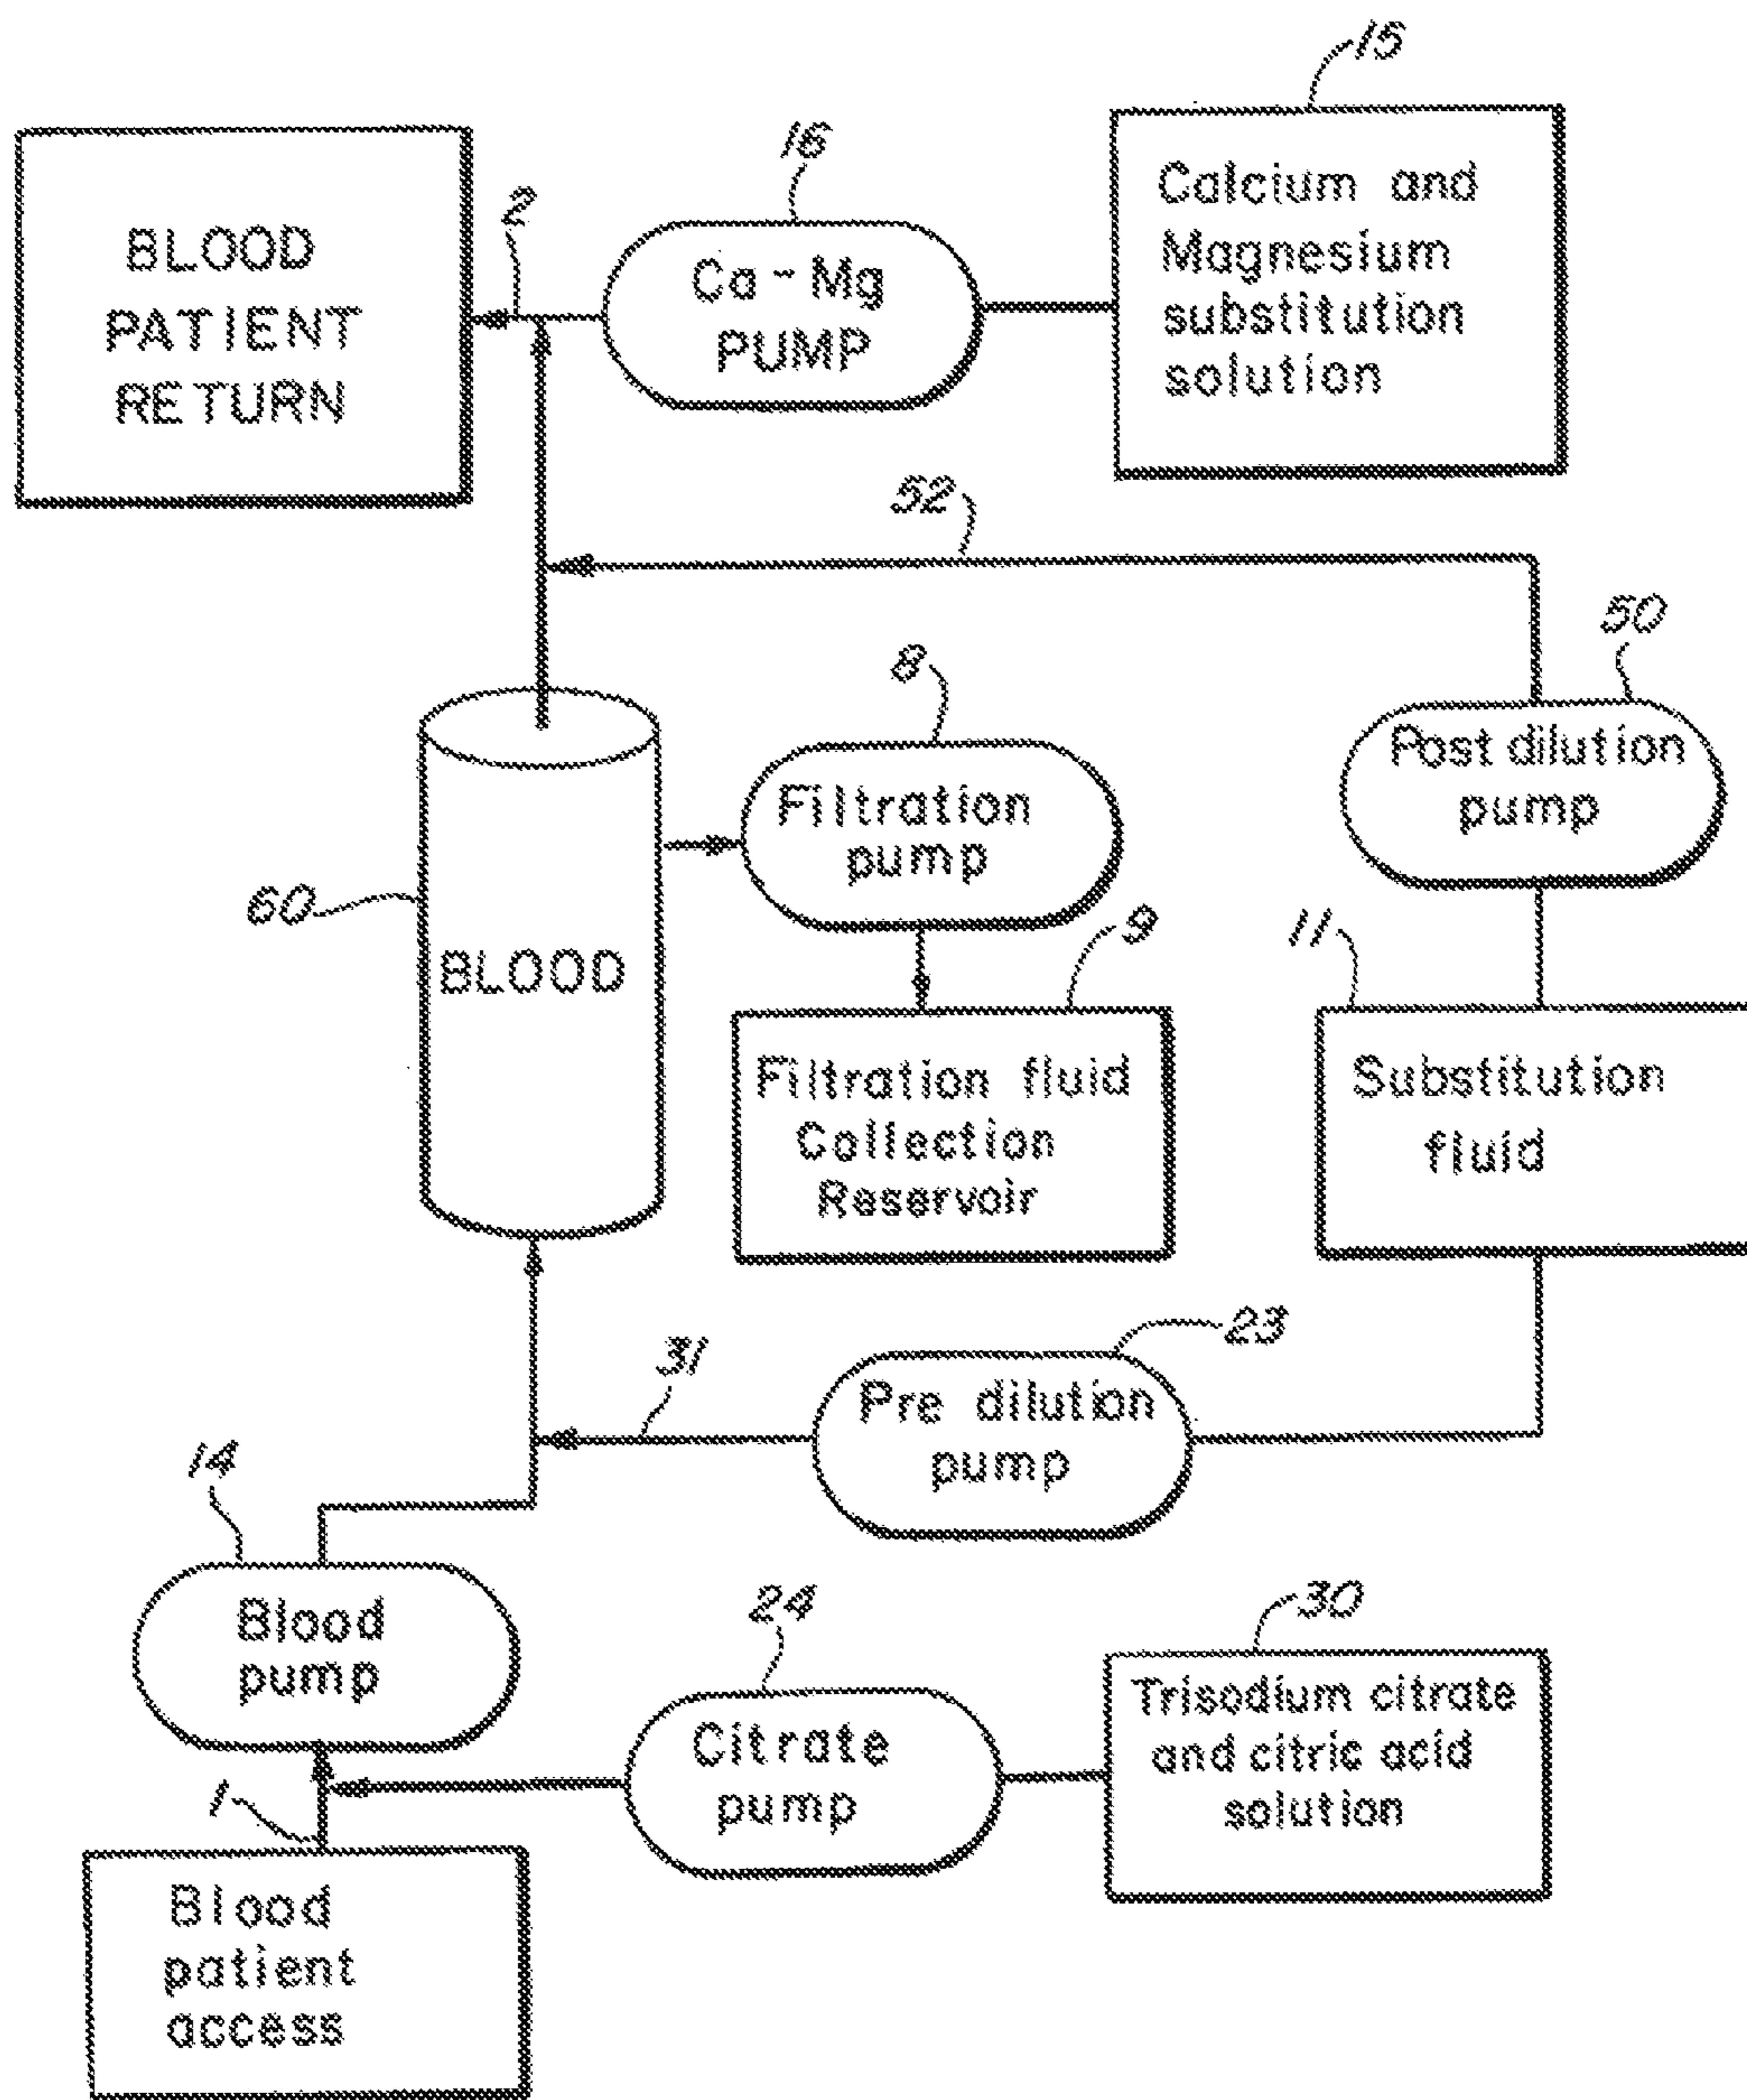 15
16
2
BLOOD
PATIENT
RETURN
Ca-Mg
PUMP
Calcium and
Magnesium
substitution
solution
52
50
8
Post dilution
pump
Filtration
pump
60
BLOOD
9
11
Filtration fluid
Collection
Reservoir
Substitution
fluid
23
31
Pre dilution
pump
14
Blood
pump
24
30
Citrate
pump
Trisodium citrate
and citric acid
solution
1
Blood
patient
access